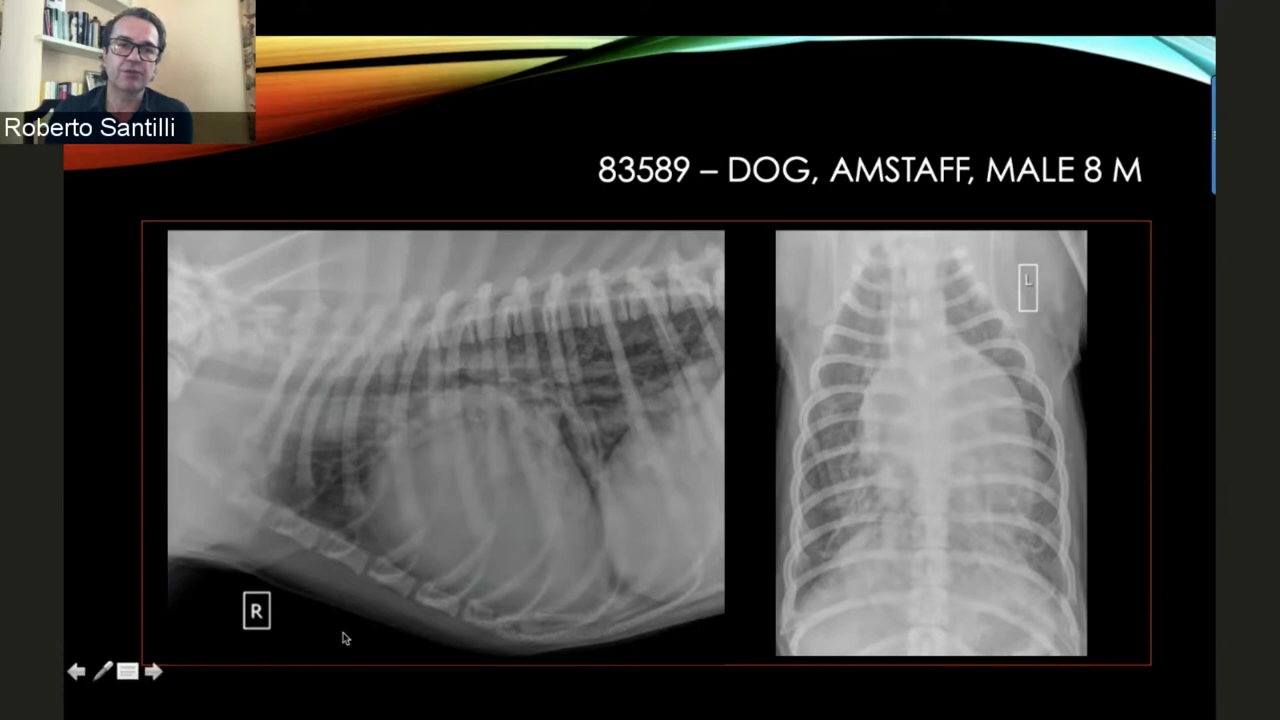 Roberto Santilli
83589 – DOG, AMSTAFF, MALE 8 M
L
R